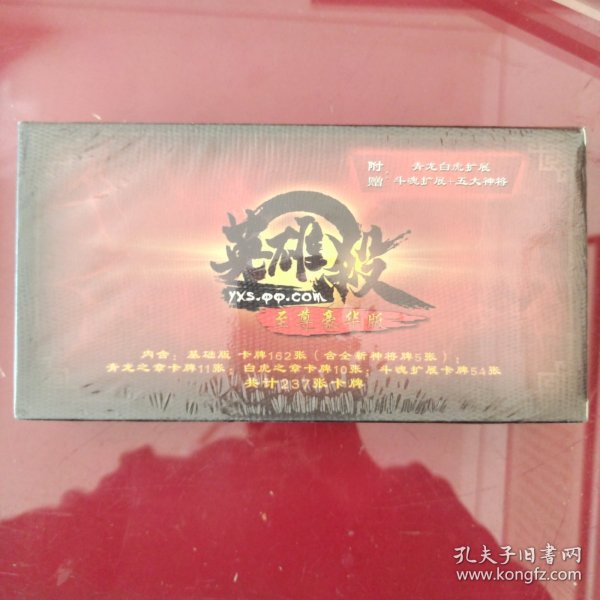 附 青龙白虎扩展
赠：斗魂扩展+五大神将
英雄杀
yxs.qq.com
至尊豪华版
内含：基础版 卡牌162张（含全新神将牌5张）；
青龙之章卡牌11张；白虎之章卡牌10张；斗魂扩展卡牌54张
共计237张卡牌
孔夫子旧书网
www.kongfz.com